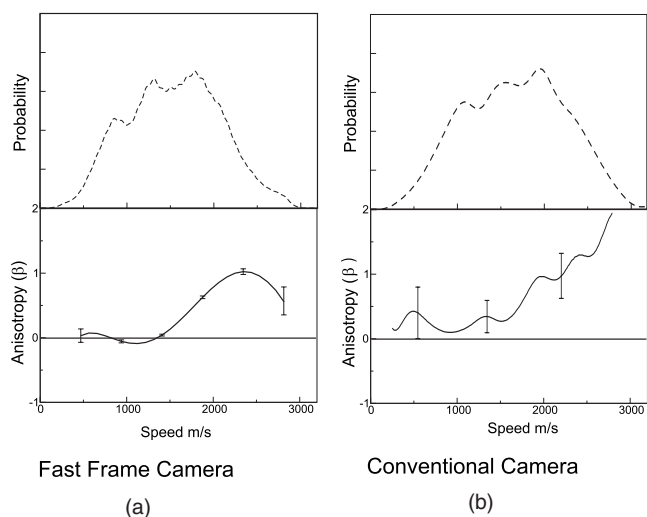 Probability
2
1
0
-1
Anisotropy (β)
0
1000
2000
3000
Speed m/s
Fast Frame Camera
(a)
Probability
2
1
0
-1
Anisotropy (β)
0
1000
2000
3000
Speed m/s
Conventional Camera
(b)